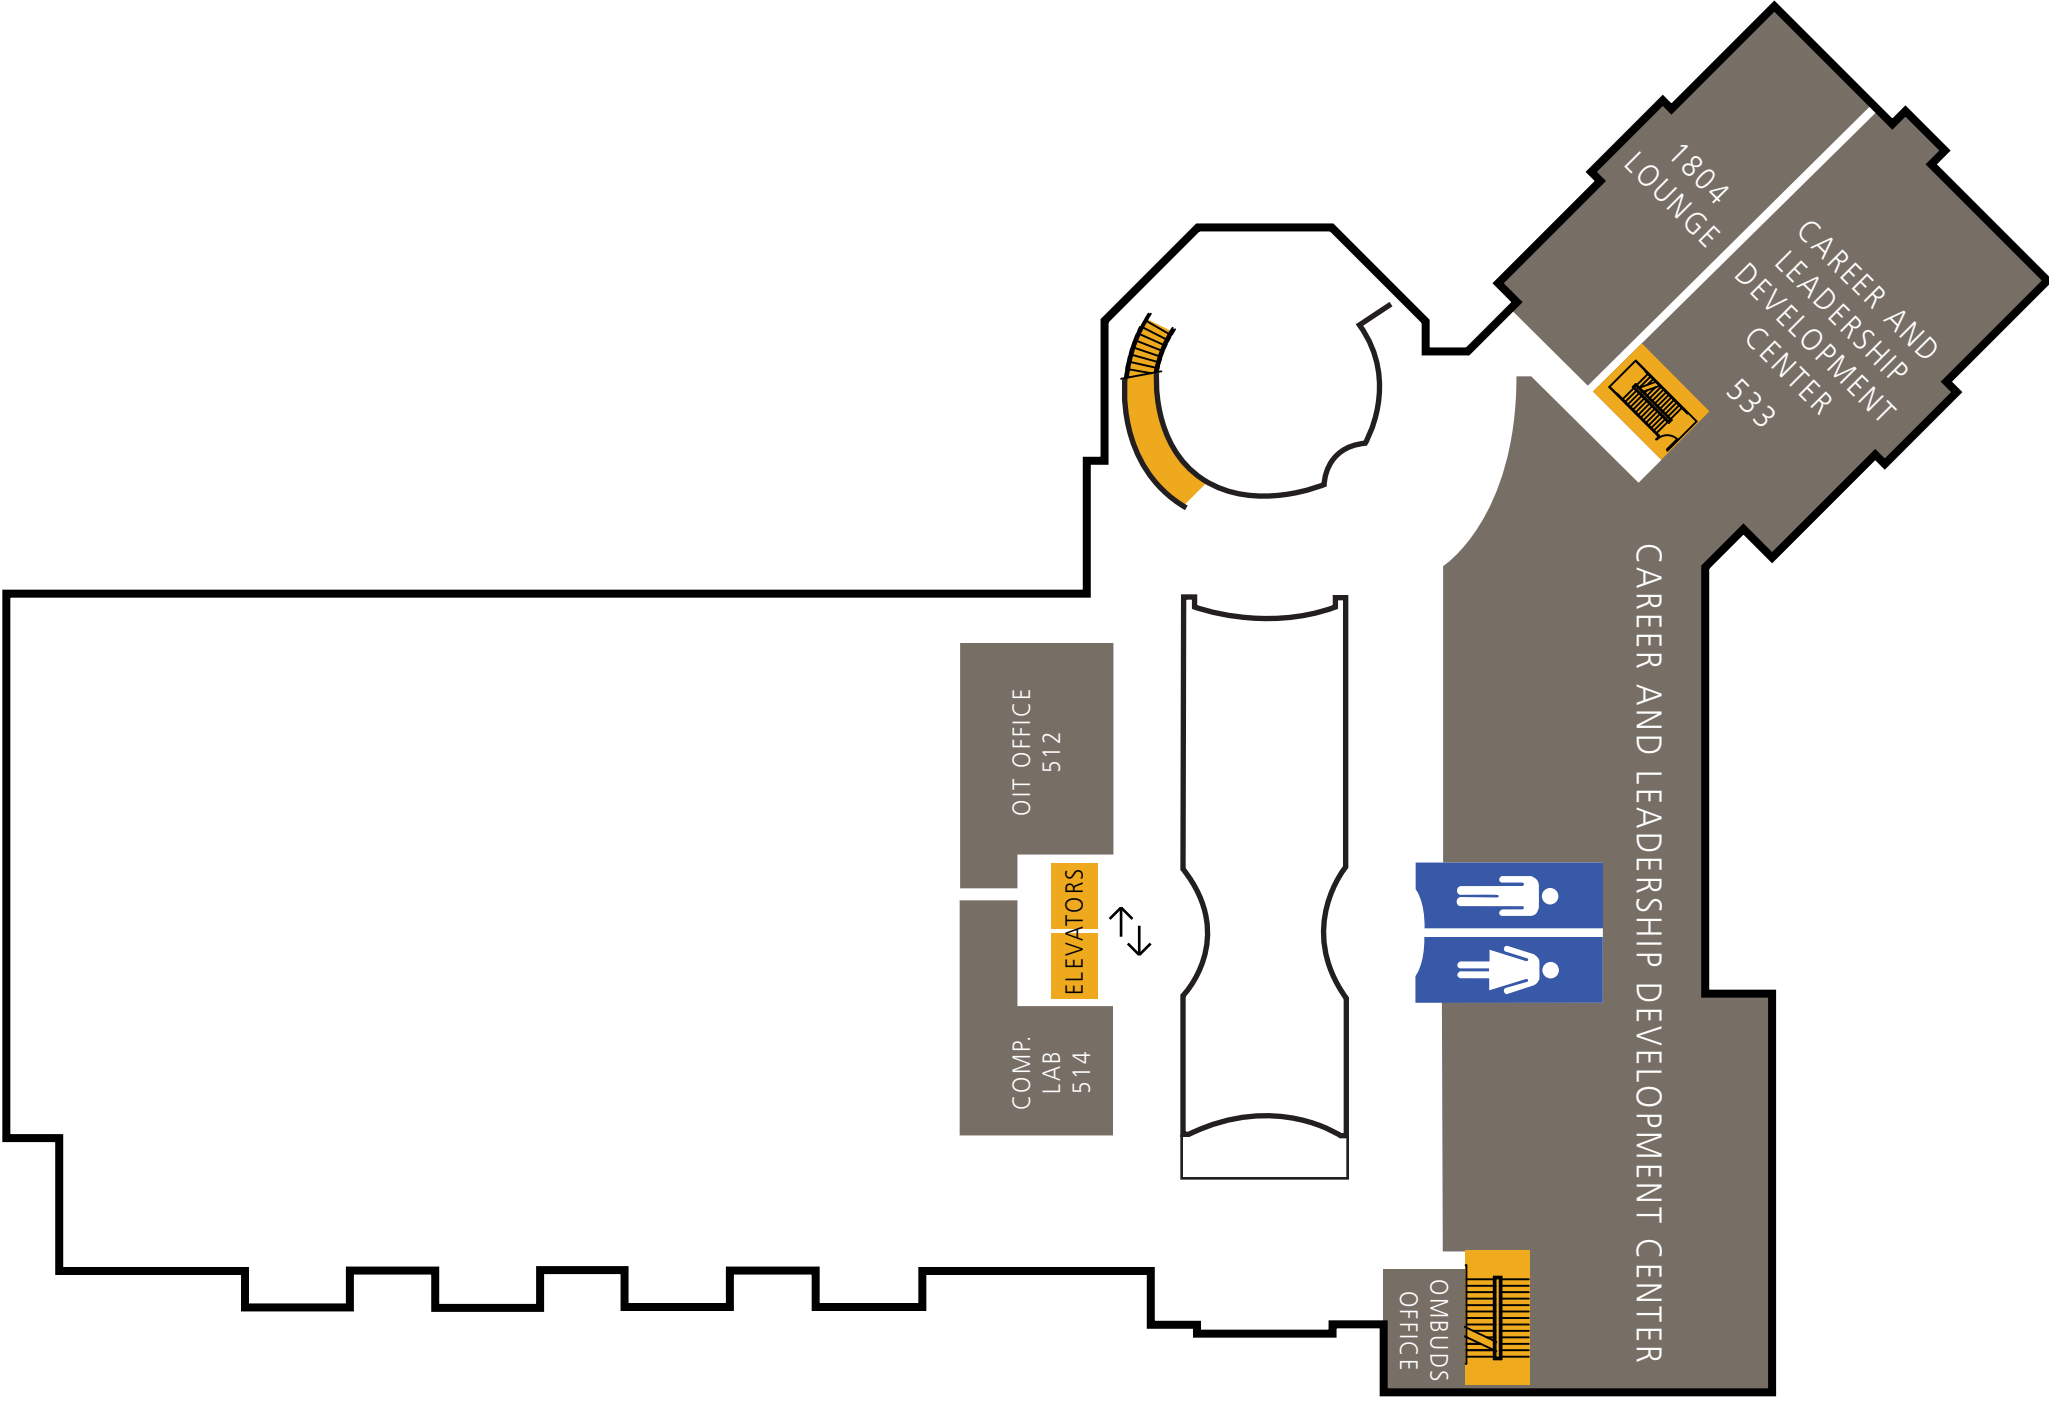 1804
LOUNGE
CAREER AND
LEADERSHIP
DEVELOPMENT
CENTER
533
CAREER AND LEADERSHIP DEVELOPMENT CENTER
OIT OFFICE
512
ELEVATORS
COMP.
LAB
514
OMBUDS
OFFICE